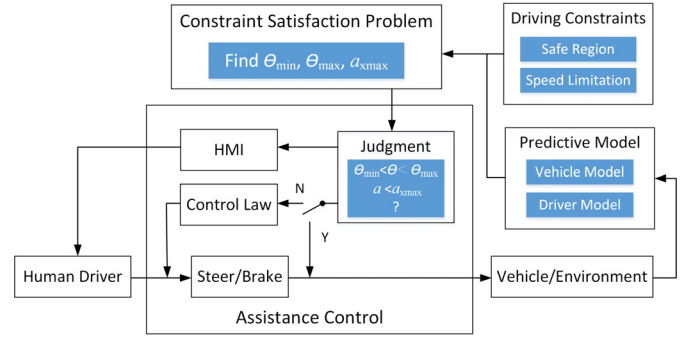 Constraint Satisfaction Problem
Find ϴmin, ϴmax, axmax
Driving Constraints
Safe Region
Speed Limitation
HMI
Judgment
ϴmin<ϴ< ϴmax
a <axmax
?
Predictive Model
Vehicle Model
Driver Model
Control Law
N
Y
Human Driver
Steer/Brake
Vehicle/Environment
Assistance Control